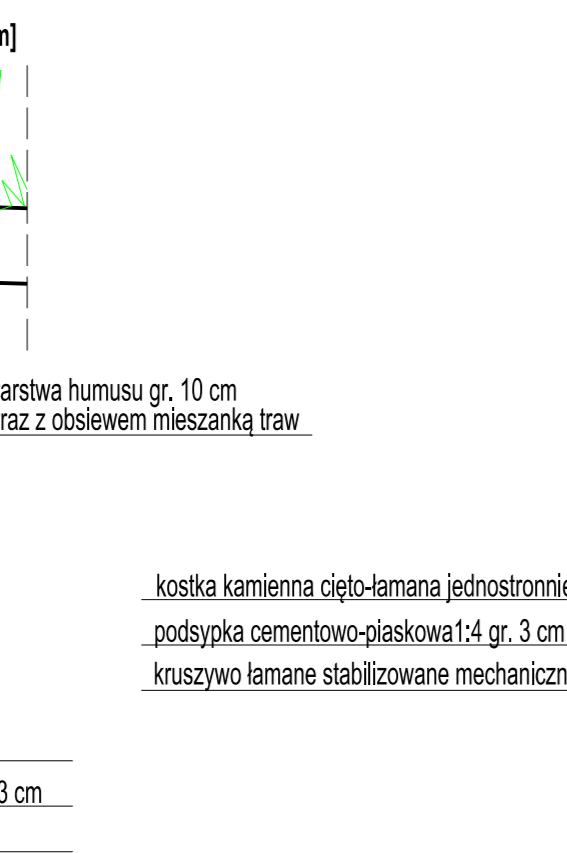 m]
arstwa humusu gr. 10 cm
raz z obsiewem mieszanką traw
kostka kamienna cięto-łamana jednostronnie
podsypka cementowo-piaskowa1:4 gr. 3 cm
kruszywo łamane stabilizowane mechaniczn
3 cm